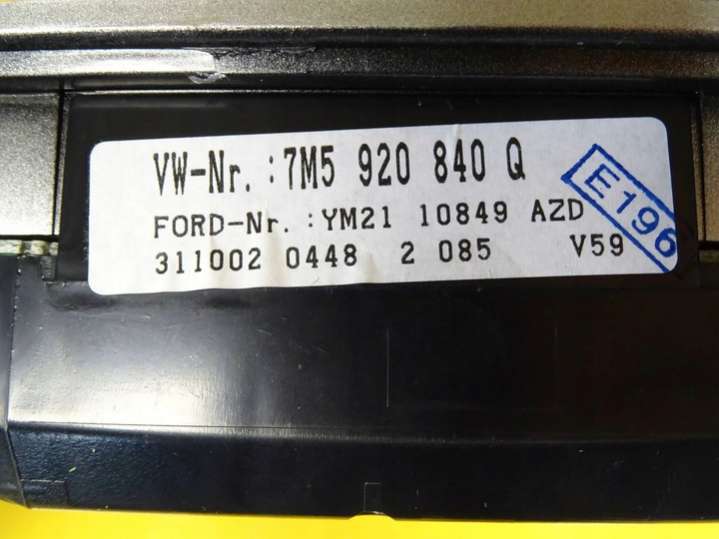 VW-Nr. :7M5 920 840 Q
FORD-Nr. :YM21 10849 AZD
311002 0448 2 085 V59
E196